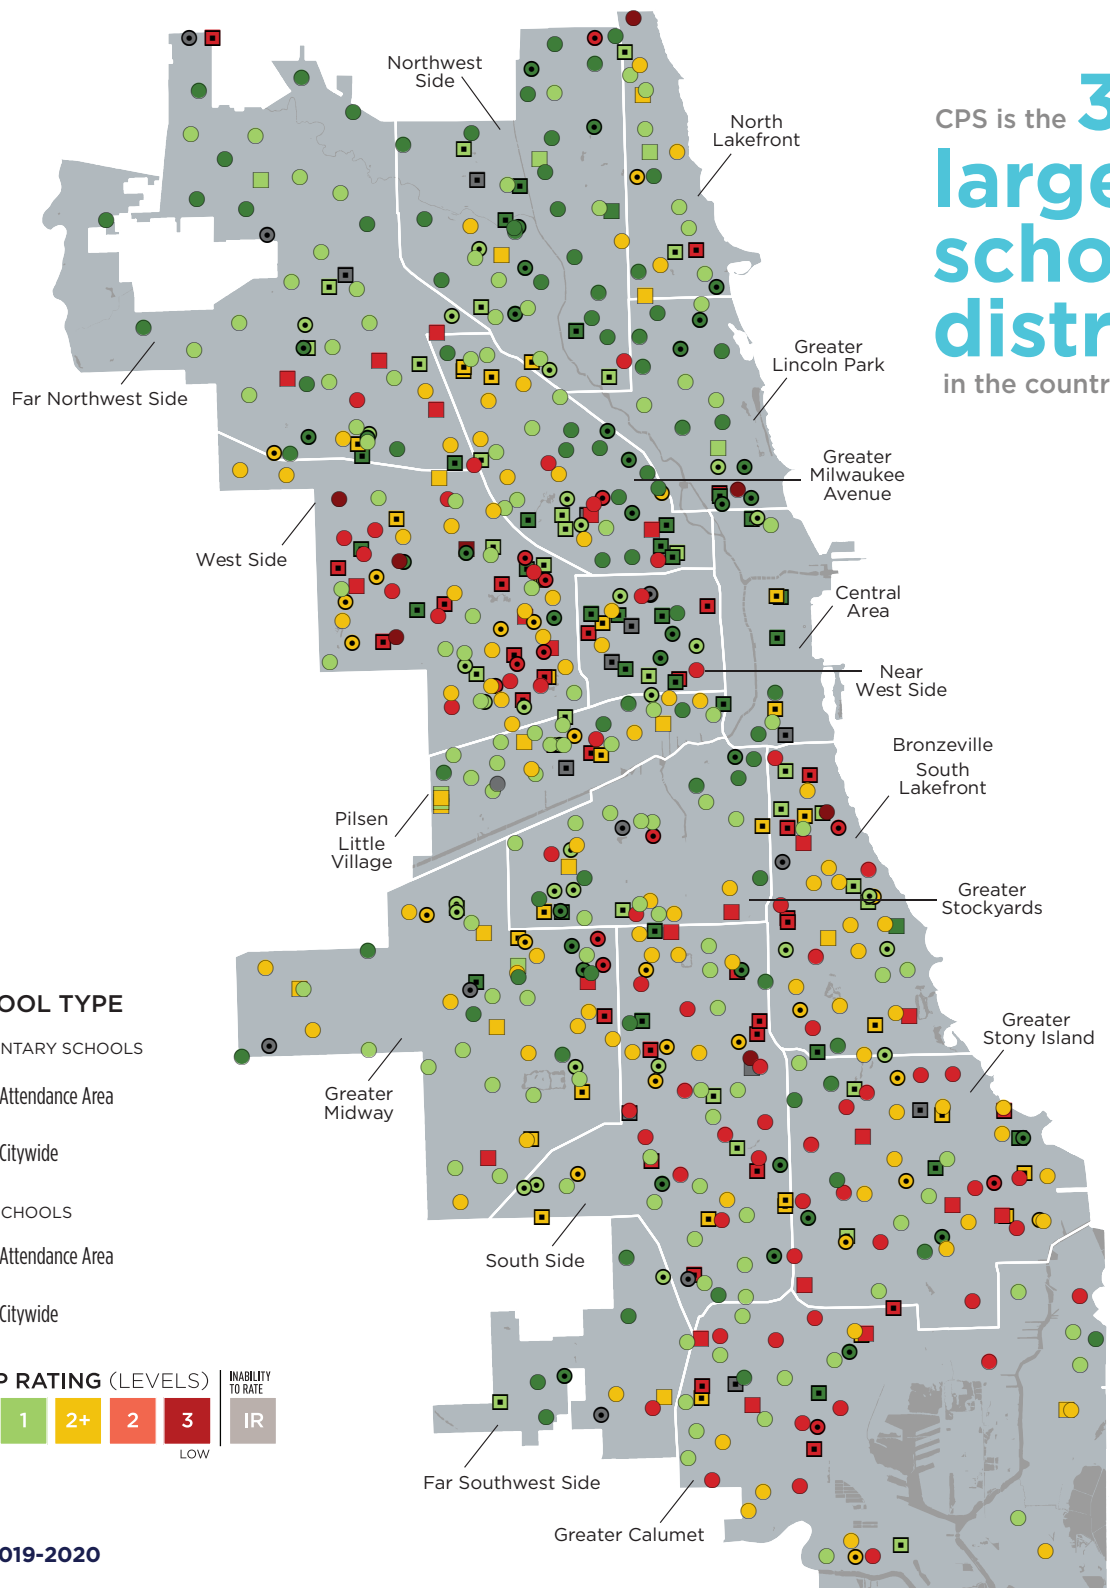 CPS is the 3
large
scho
distr
in the countr
Northwest
Side
North
Lakefront
Greater
Lincoln Park
Far Northwest Side
Greater
Milwaukee
Avenue
West Side
Central
Area
Near
West Side
Bronzeville
South
Lakefront
Pilsen
Little
Village
Greater
Stockyards
Greater
Stony Island
Greater
Midway
South Side
Far Southwest Side
Greater Calumet
OOL TYPE
NTARY SCHOOLS
Attendance Area
Citywide
CHOOLS
Attendance Area
Citywide
P RATING (LEVELS)
INABILITY
TO RATE
1 2+ 2 3 IR
LOW
019-2020